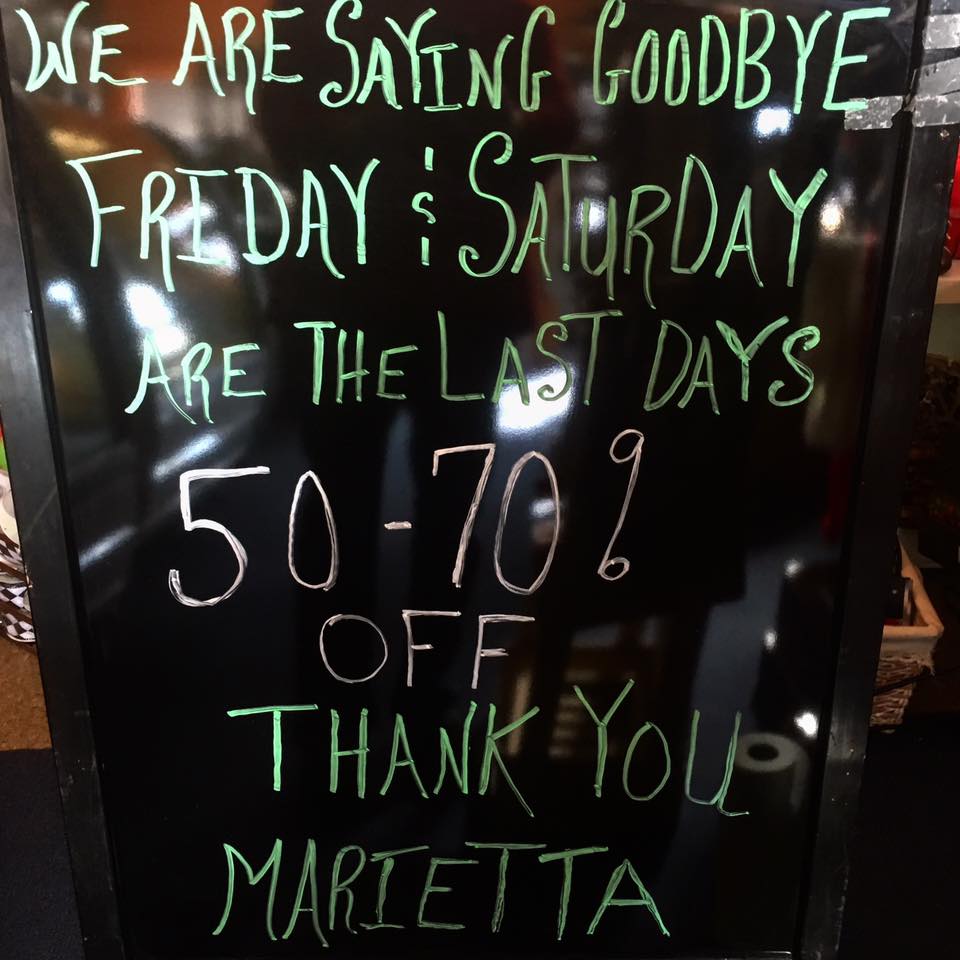 WE ARE SAYING GOODBYE
FRIDAY & SATURDAY
ARE THE LAST DAYS
50-70%
OFF
THANK YOU
MARIETTA